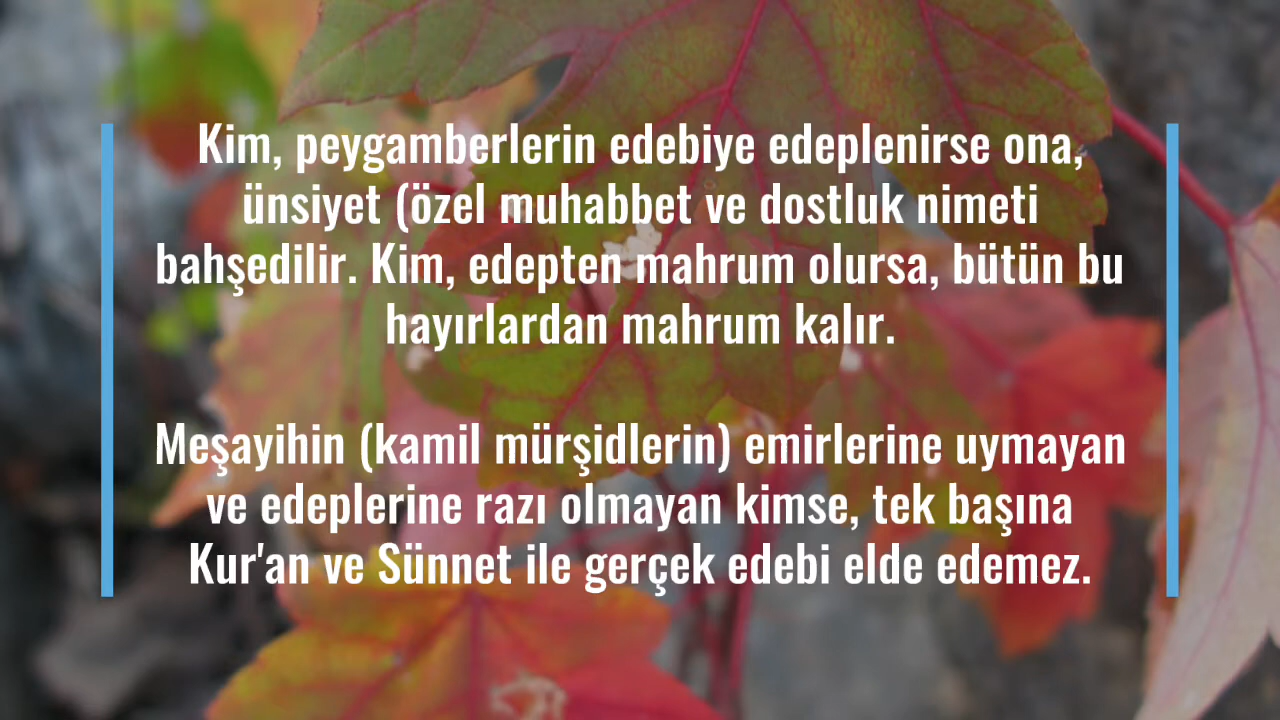 Kim, peygamberlerin edebiye edeplenirse ona,
ünsiyet (özel muhabbet ve dostluk nimeti
bahşedilir. Kim, edepten mahrum olursa, bütün bu
hayırlardan mahrum kalır.
Meşayihin (kamil mürşidlerin) emirlerine uymayan
ve edeplerine razı olmayan kimse, tek başına
Kur'an ve Sünnet ile gerçek edebi elde edemez.